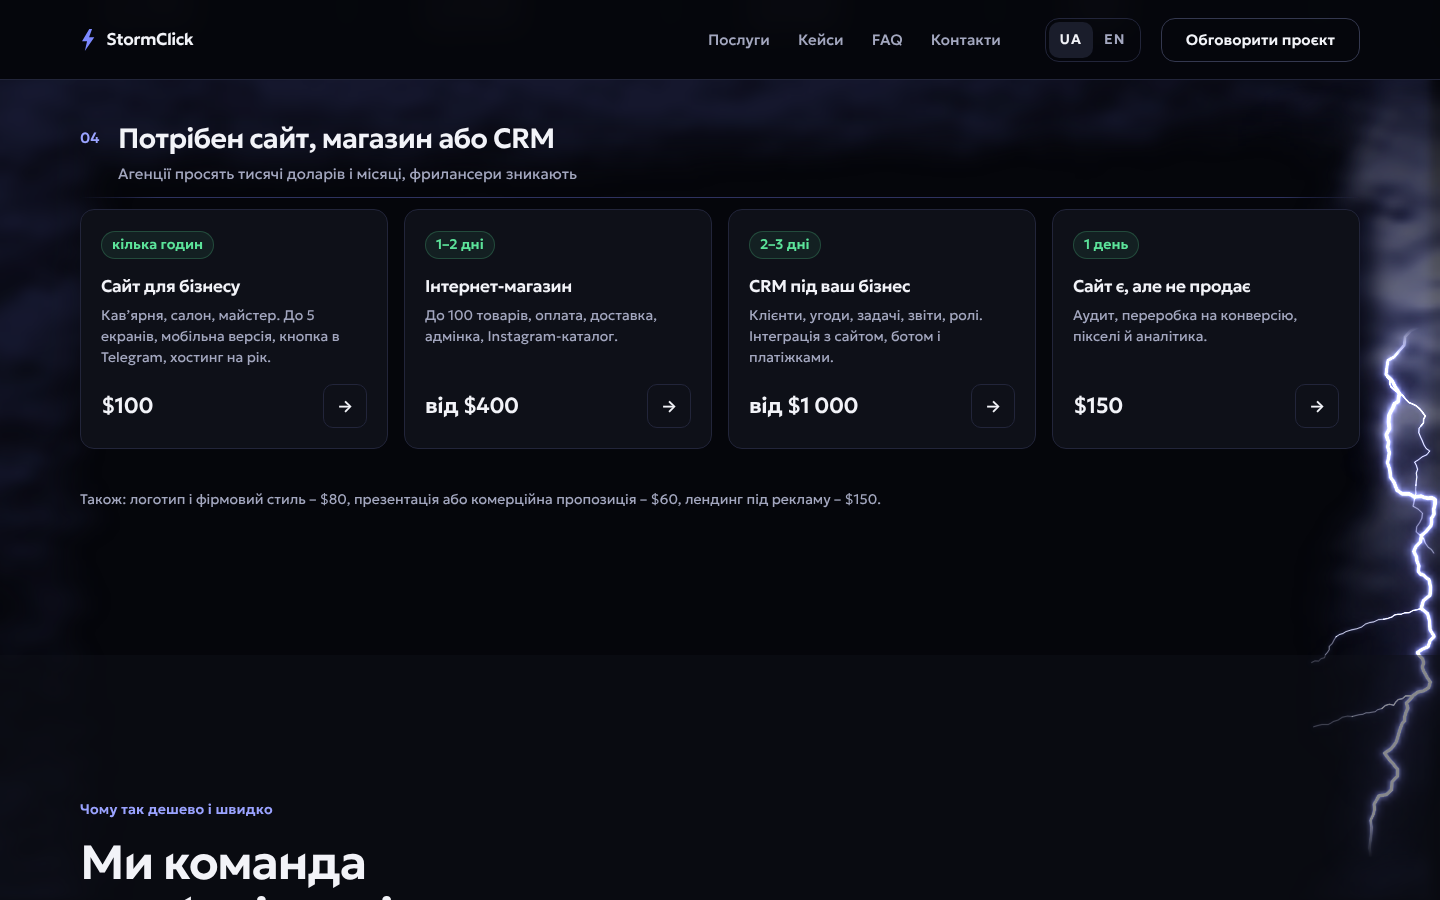 StormClick
Послуги Кейси FAQ Контакти UA EN Обговорити проєкт
04 Потрібен сайт, магазин або CRM
Агенції просять тисячі доларів і місяці, фрилансери зникають
кілька годин
Сайт для бізнесу
Кав’ярня, салон, майстер. До 5
екранів, мобільна версія, кнопка в
Telegram, хостинг на рік.
$100
1–2 дні
Інтернет-магазин
До 100 товарів, оплата, доставка,
адмінка, Instagram-каталог.
від $400
2–3 дні
CRM під ваш бізнес
Клієнти, угоди, задачі, звіти, ролі.
Інтеграція з сайтом, ботом і
платіжками.
від $1 000
1 день
Сайт є, але не продає
Аудит, переробка на конверсію,
пікселі й аналітика.
$150
Також: логотип і фірмовий стиль – $80, презентація або комерційна пропозиція – $60, лендинг під рекламу – $150.
Чому так дешево і швидко
Ми команда